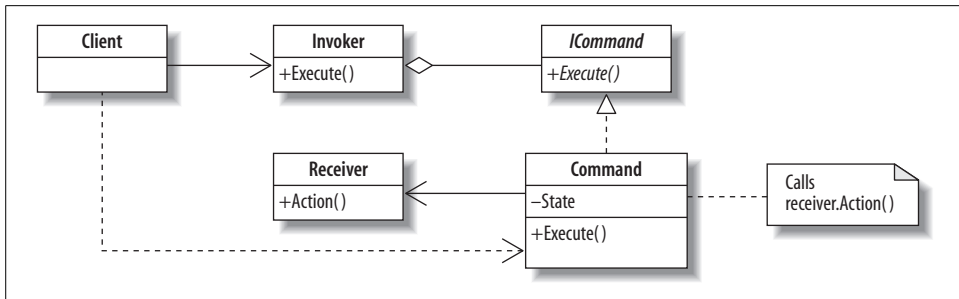 Client
Invoker
+Execute()
ICommand
+Execute()
Receiver
+Action()
Command
–State
+Execute()
Calls
receiver.Action()